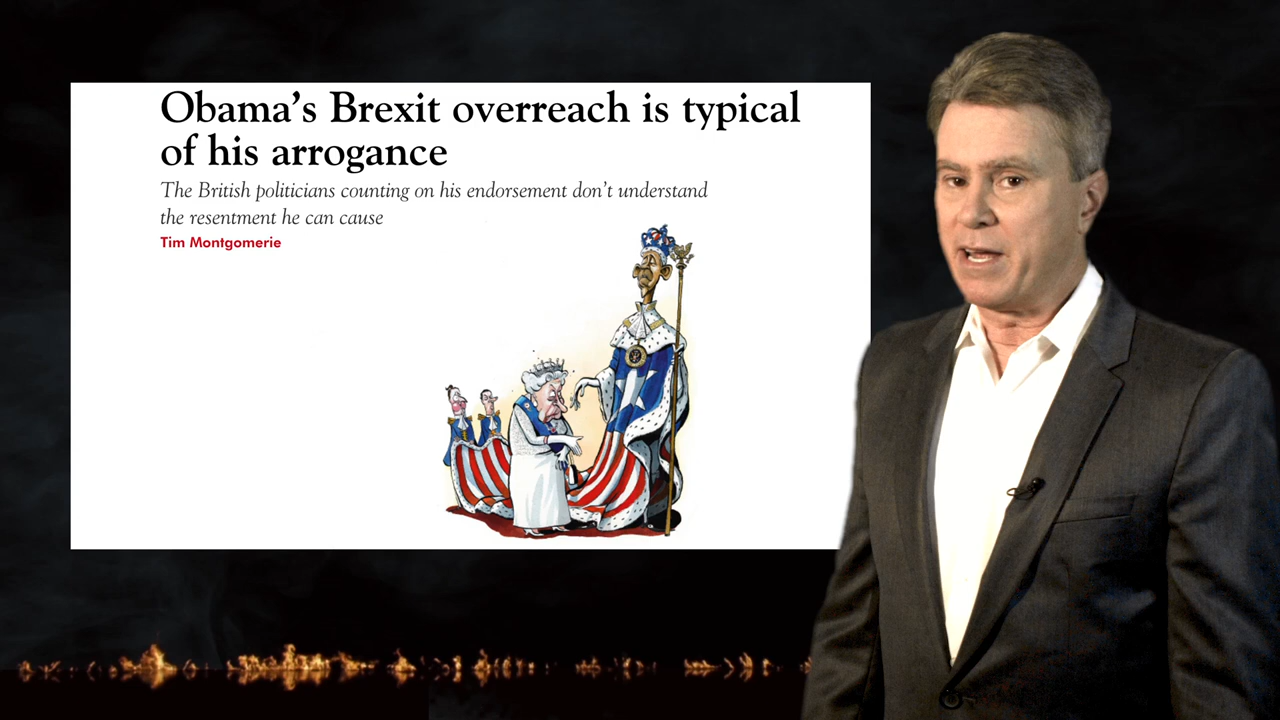 Obama’s Brexit overreach is typical
of his arrogance
The British politicians counting on his endorsement don’t understand
the resentment he can cause
Tim Montgomerie